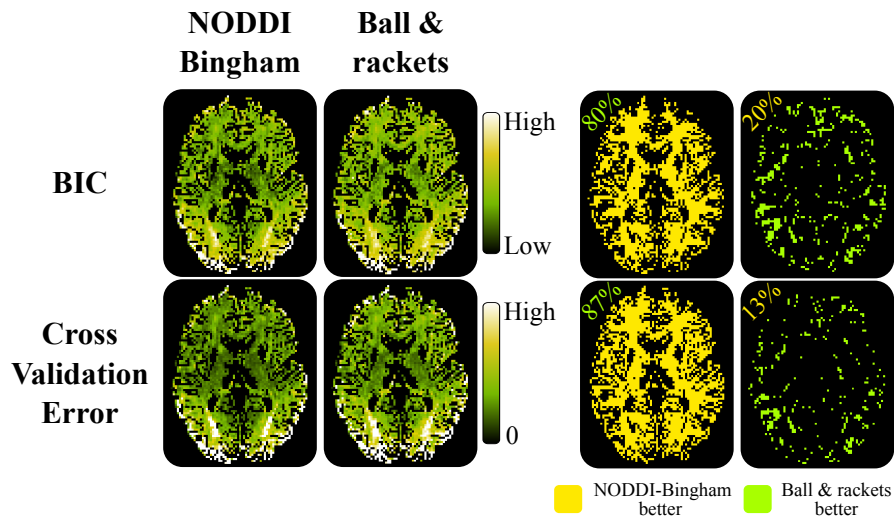 NODDI
Bingham
Ball &
rackets
BIC
High
Low
80%
20%
Cross
Validation
Error
High
0
87%
13%
NODDI-Bingham
better
Ball & rackets
better